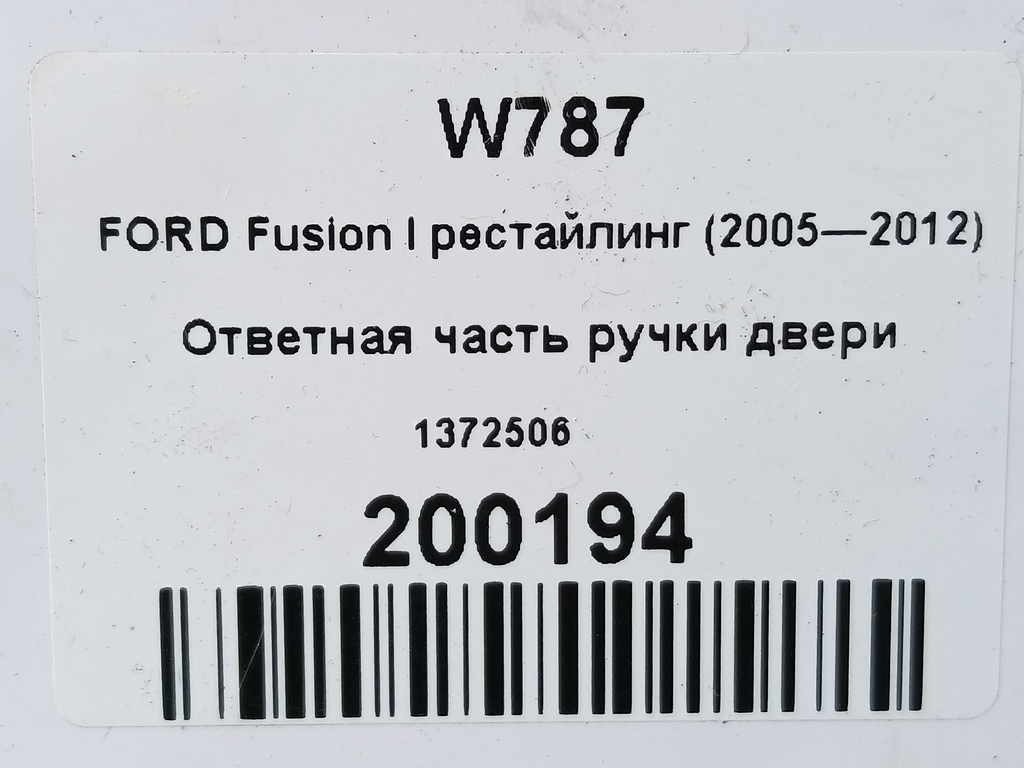 W787
FORD Fusion I рестайлинг (2005—2012)
Ответная часть ручки двери
1372506
200194